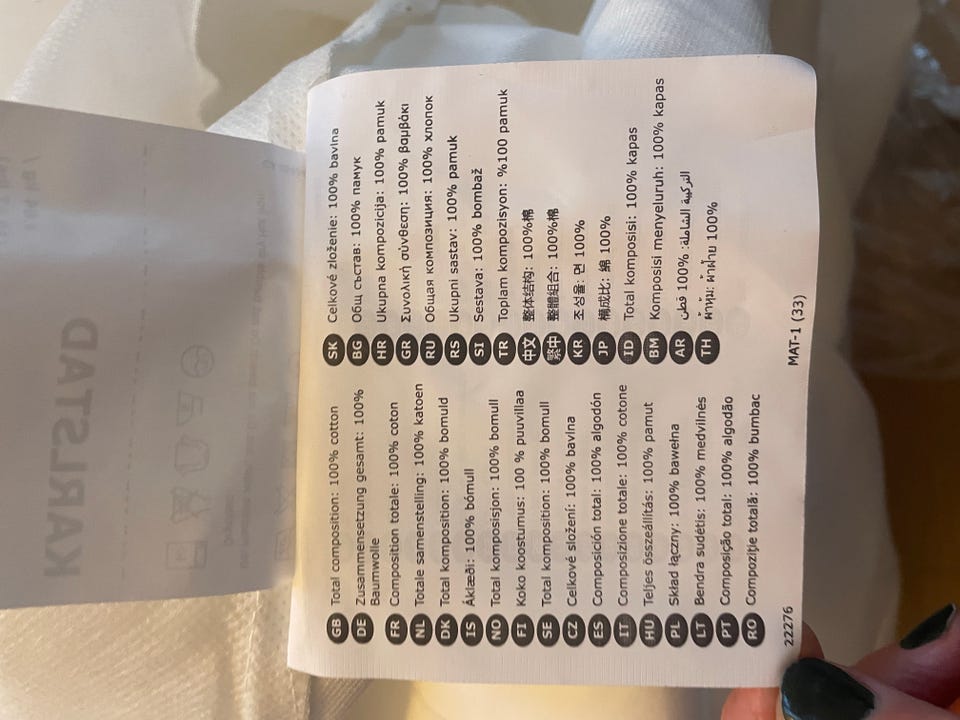 GB Total composition: 100% cotton
DE Zusammensetzung gesamt: 100%
Baumwolle
FR Composition totale: 100% coton
NL Totale samenstelling: 100% katoen
DK Total komposition: 100% bomuld
IS Áklæði: 100% bómull
NO Total komposisjon: 100% bomull
FI Koko koostumus: 100 % puuvillaa
SE Total komposition: 100% bomull
CZ Celkové složení: 100% bavlna
ES Composición total: 100% algodón
IT Composizione totale: 100% cotone
HU Teljes összeállítás: 100% pamut
PL Skład łączny: 100% bawełna
LT Bendra sudėtis: 100% medvilnės
PT Composição total: 100% algodão
RO Compoziţie totală: 100% bumbac
22276
SK Celkové zloženie: 100% bavlna
BG Общ състав: 100% памук
HR Ukupna kompozicija: 100% pamuk
GR Συνολική σύνθεση: 100% βαμβάκι
RU Общая композиция: 100% хлопок
RS Ukupni sastav: 100% pamuk
SI Sestava: 100% bombaž
TR Toplam kompozisyon: %100 pamuk
中文 整体结构: 100%棉
繁中 整體組合: 100%棉
KR 조성율: 면 100%
JP 構成比: 綿 100%
ID Total komposisi: 100% kapas
BM Komposisi menyeluruh: 100% kapas
AR التركيبة الشاملة: 100% قطن
TH ผ้าหุ้ม: ผ้าฝ้าย 100%
MAT-1 (33)
KARLSTAD